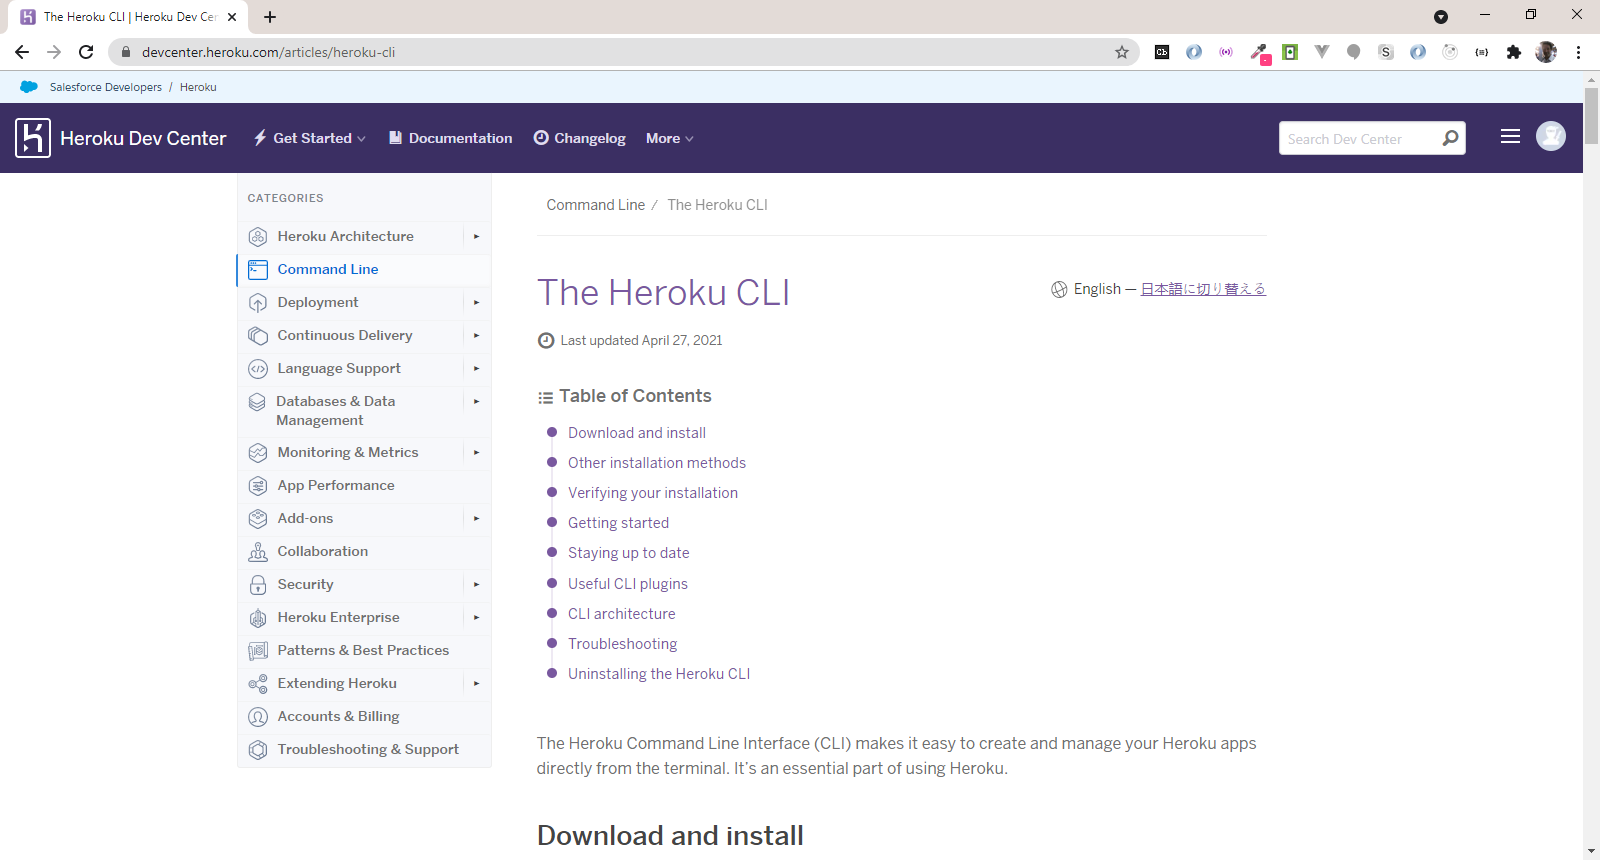 The Heroku CLI | Heroku Dev Cen
devcenter.heroku.com/articles/heroku-cli
Salesforce Developers / Heroku
Heroku Dev Center
Get Started
Documentation
Changelog
More
Search Dev Center
CATEGORIES
Heroku Architecture
Command Line
Deployment
Continuous Delivery
Language Support
Databases & Data
Management
Monitoring & Metrics
App Performance
Add-ons
Collaboration
Security
Heroku Enterprise
Patterns & Best Practices
Extending Heroku
Accounts & Billing
Troubleshooting & Support
Command Line / The Heroku CLI
The Heroku CLI
English — 日本語に切り替える
Last updated April 27, 2021
Table of Contents
Download and install
Other installation methods
Verifying your installation
Getting started
Staying up to date
Useful CLI plugins
CLI architecture
Troubleshooting
Uninstalling the Heroku CLI
The Heroku Command Line Interface (CLI) makes it easy to create and manage your Heroku apps
directly from the terminal. It’s an essential part of using Heroku.
Download and install